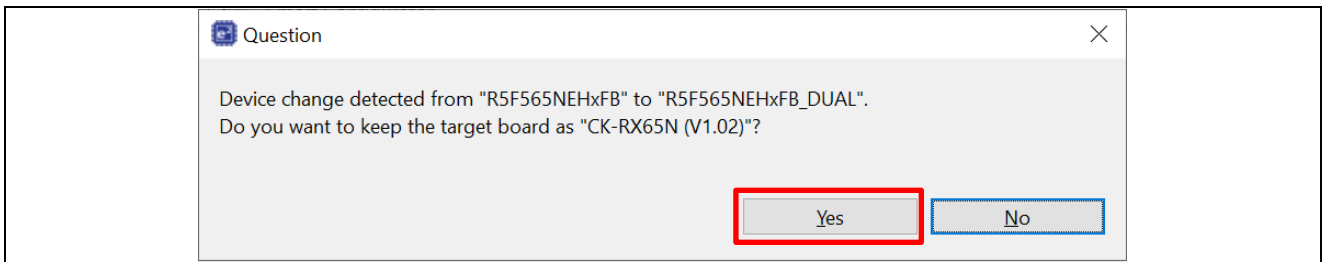 Question
Device change detected from "R5F565NEHxFB" to "R5F565NEHxFB_DUAL".
Do you want to keep the target board as "CK-RX65N (V1.02)"?
Yes
No